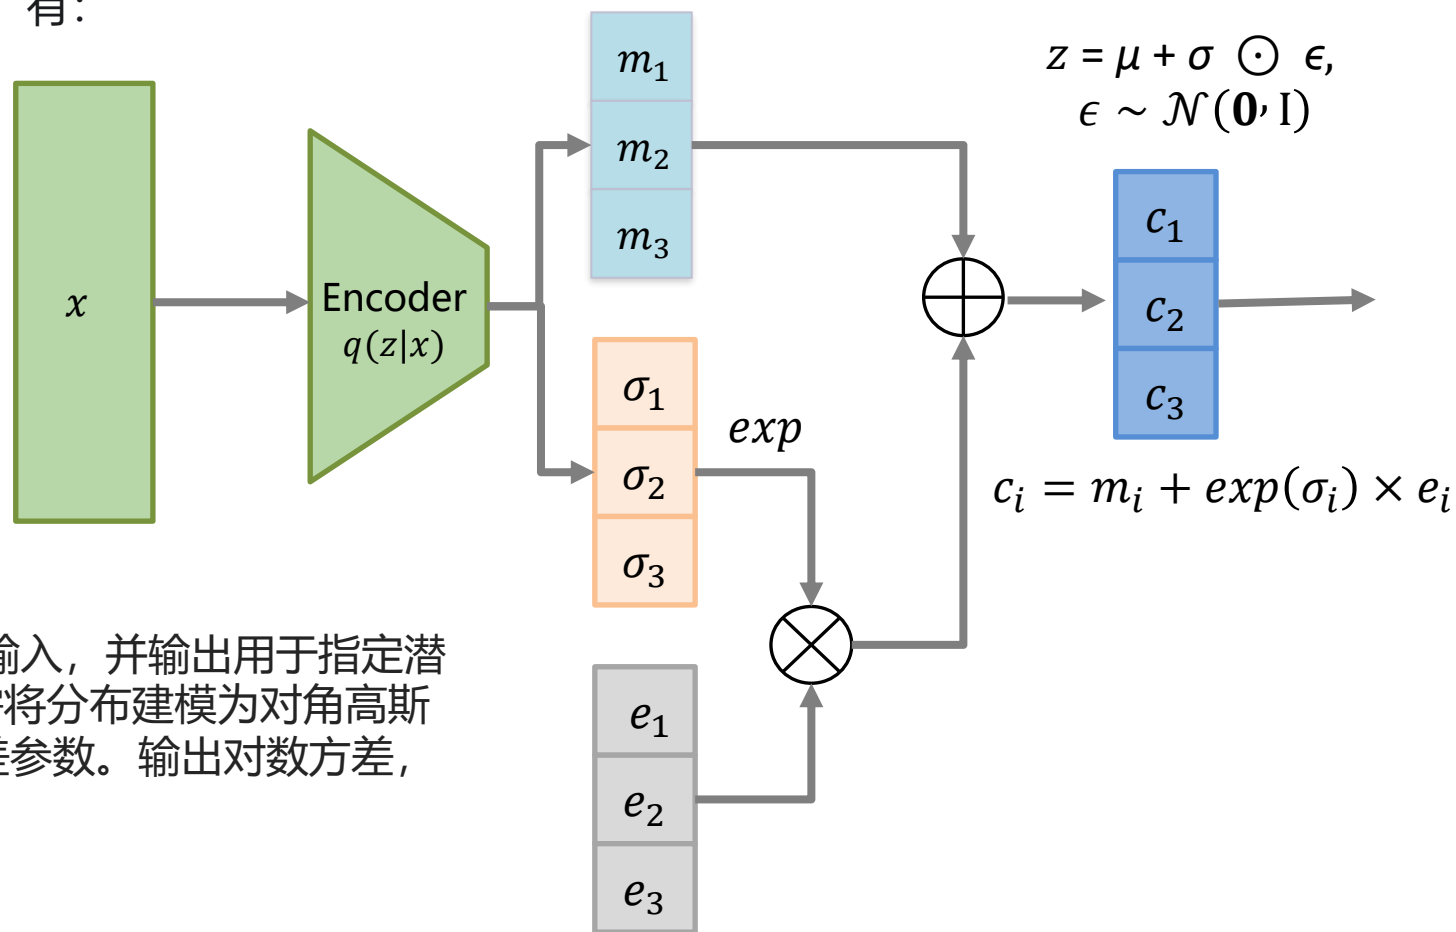 有：
x
Encoder
q(z|x)
m₁
m₂
m₃
σ₁
σ₂
σ₃
exp
e₁
e₂
e₃
z = μ + σ ⊙ ϵ,
ϵ ~ 𝒩(𝟎, I)
c₁
c₂
c₃
cᵢ = mᵢ + exp(σᵢ) × eᵢ
输入，并输出用于指定潜
将分布建模为对角高斯
差参数。输出对数方差，